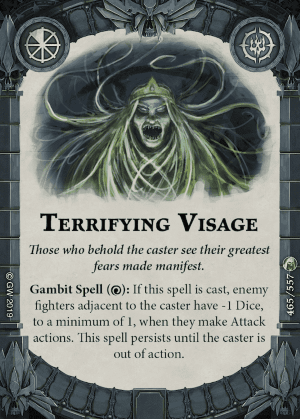 TERRIFYING VISAGE
Those who behold the caster see their greatest
fears made manifest.
Gambit Spell (): If this spell is cast, enemy
fighters adjacent to the caster have -1 Dice,
to a minimum of 1, when they make Attack
actions. This spell persists until the caster is
out of action.
© GW 2019
465/557